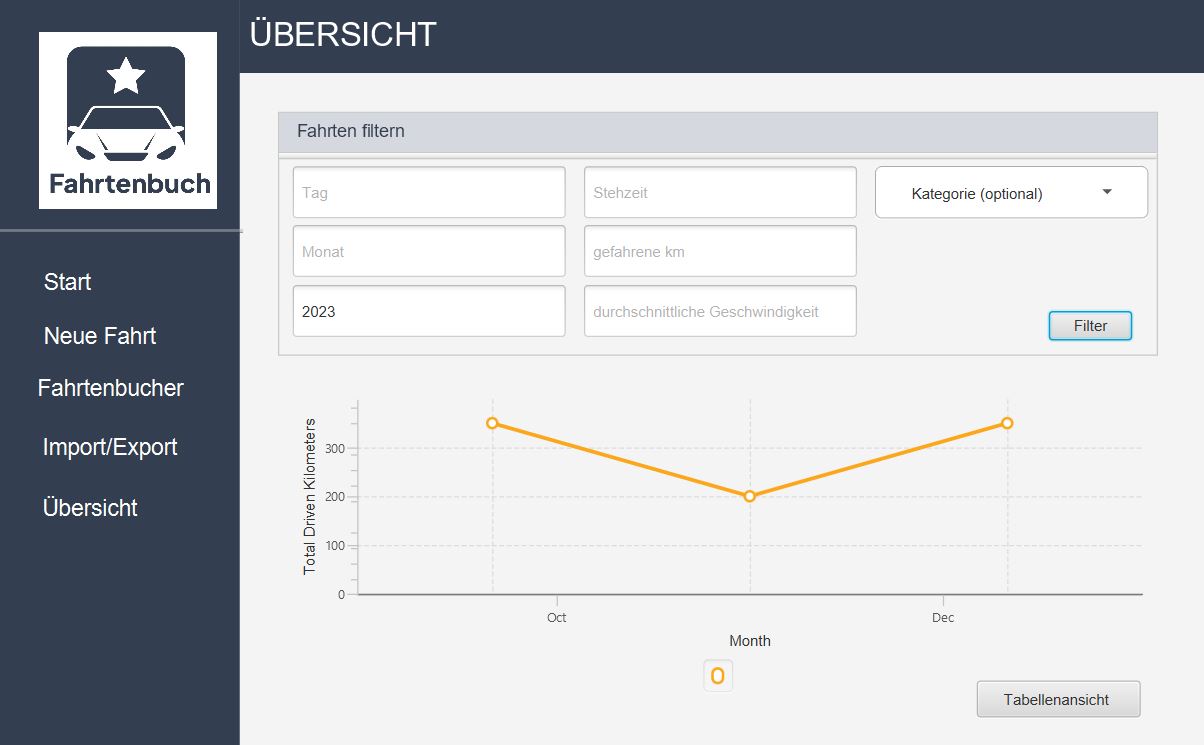 ÜBERSICHT
Fahrtenbuch
Start
Neue Fahrt
Fahrtenbucher
Import/Export
Übersicht
Fahrten filtern
Tag
Stehzeit
Kategorie (optional)
Monat
gefahrene km
2023
durchschnittliche Geschwindigkeit
Filter
Total Driven Kilometers
300
200
100
0
Oct
Dec
Month
Tabellenansicht